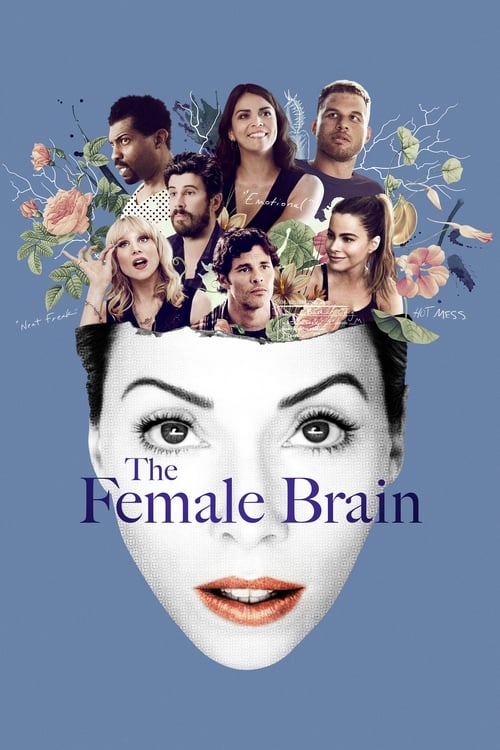 "Emotional"
"Neat Freak"
HOT MESS
The
Female Brain